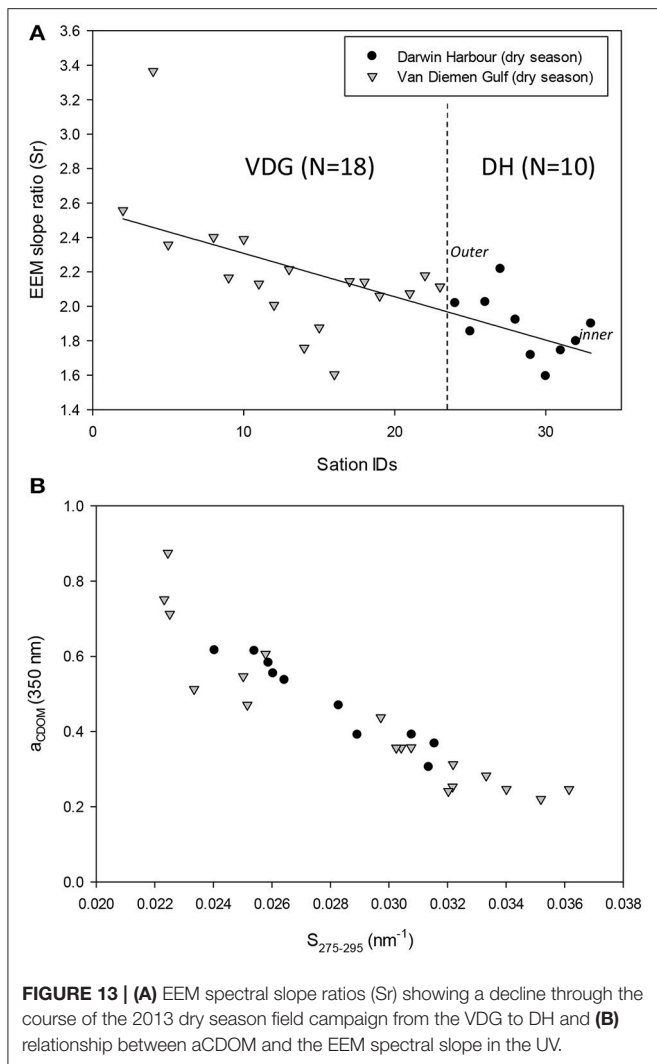 A
3.6
3.4
3.2
3.0
2.8
2.6
2.4
2.2
2.0
1.8
1.6
1.4
EEM slope ratio (Sr)
Darwin Harbour (dry season)
Van Diemen Gulf (dry season)
VDG (N=18)
DH (N=10)
Outer
inner
0 10 20 30
Sation IDs
B
1.0
0.8
0.6
0.4
0.2
0.0
aCDOM (350 nm)
0.020 0.022 0.024 0.026 0.028 0.030 0.032 0.034 0.036 0.038
S275-295 (nm-1)
FIGURE 13 | (A) EEM spectral slope ratios (Sr) showing a decline through the
course of the 2013 dry season field campaign from the VDG to DH and (B)
relationship between aCDOM and the EEM spectral slope in the UV.